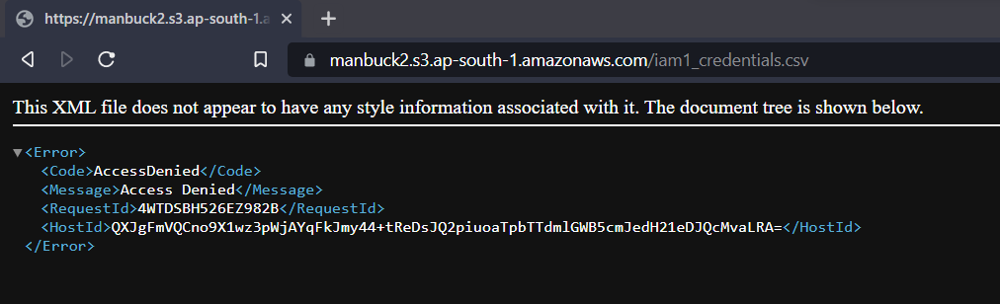 https://manbuck2.s3.ap-south-1.a
manbuck2.s3.ap-south-1.amazonaws.com/iam1_credentials.csv
This XML file does not appear to have any style information associated with it. The document tree is shown below.
<Error>
<Code>AccessDenied</Code>
<Message>Access Denied</Message>
<RequestId>4WTDSBH526EZ982B</RequestId>
<HostId>QXJgFmVQCno9X1wz3pWjAYqFkJmy44+tReDsJQ2piuoaTpbTTdmlGWB5cmJedH21eDJQcMvaLRA=</HostId>
</Error>